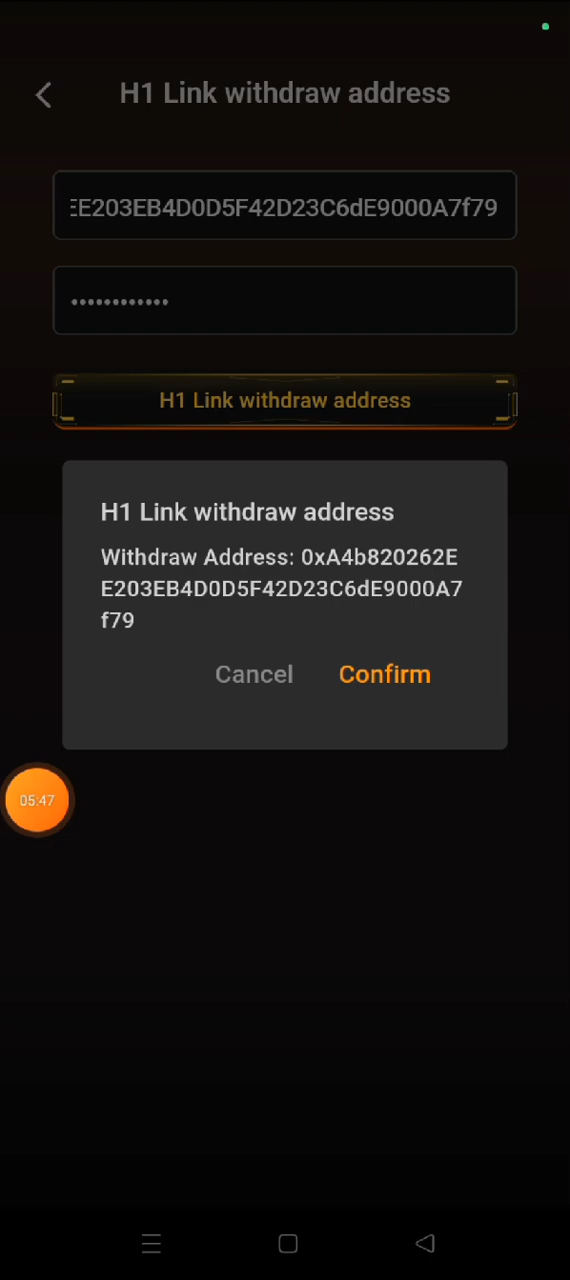 H1 Link withdraw address
EE203EB4D0D5F42D23C6dE9000A7f79
••••••••••••
H1 Link withdraw address
H1 Link withdraw address
Withdraw Address: 0xA4b820262E
E203EB4D0D5F42D23C6dE9000A7
f79
Cancel Confirm
05:47